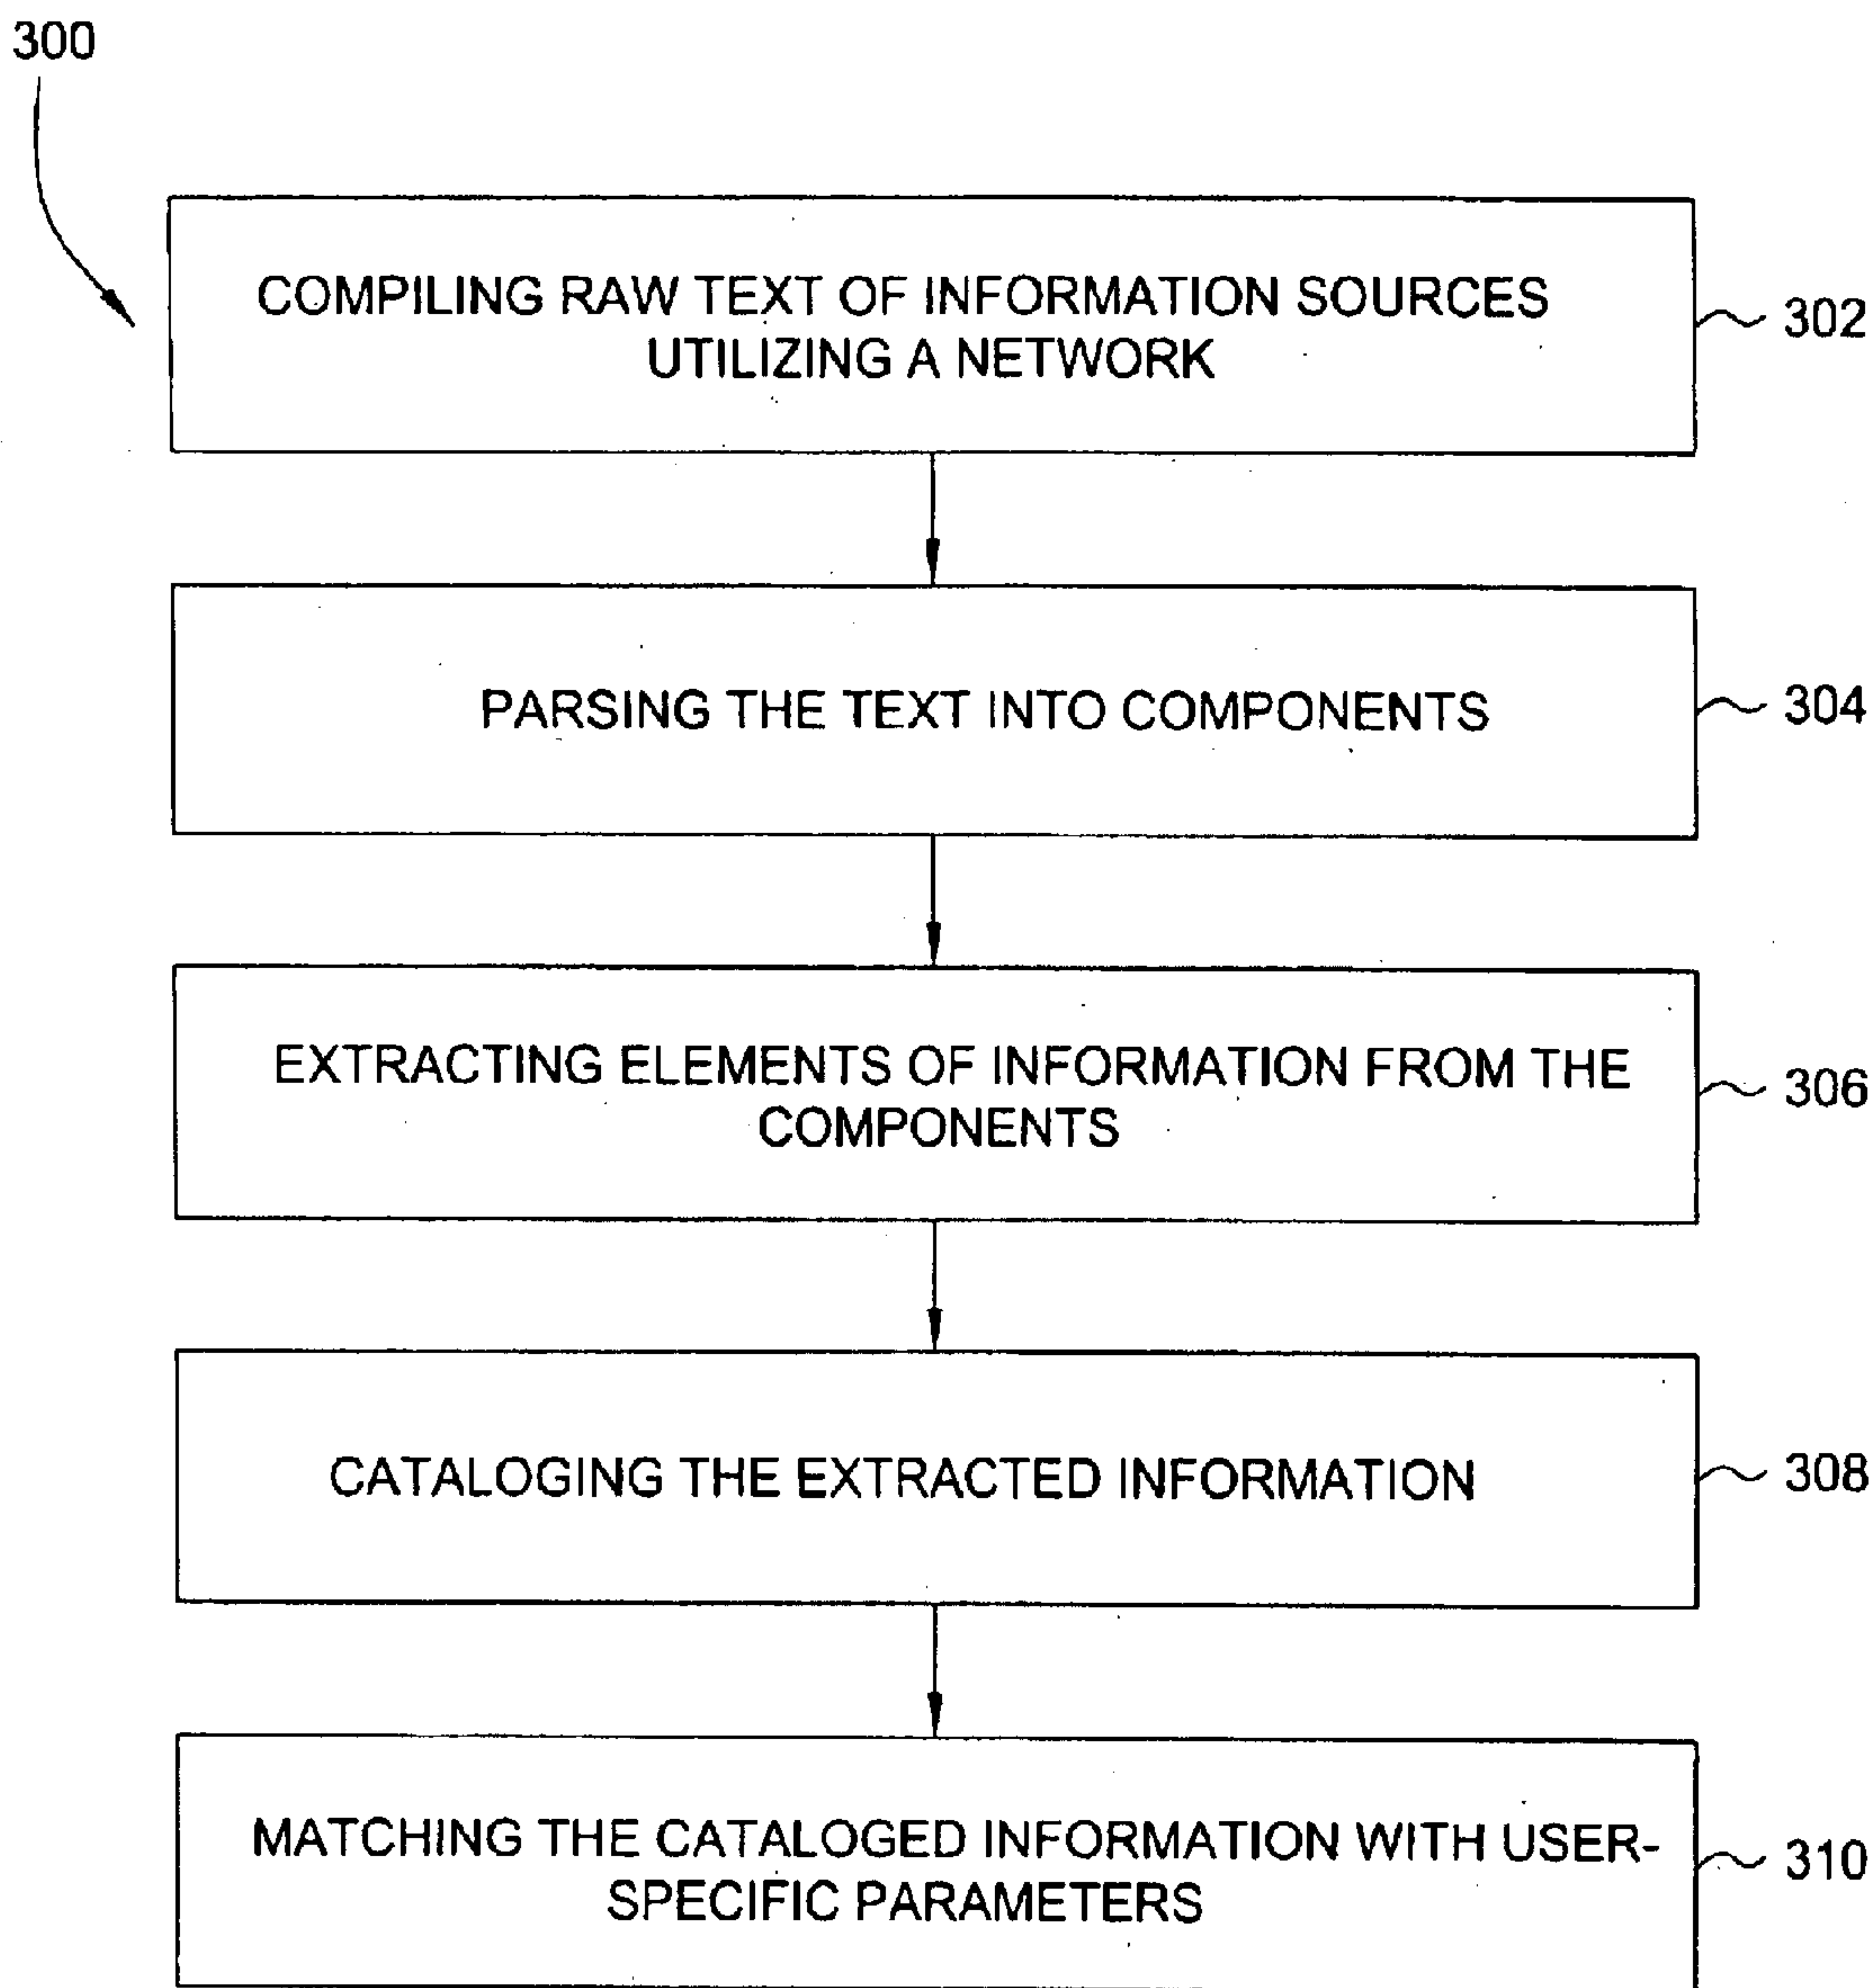 300
COMPILING RAW TEXT OF INFORMATION SOURCES
UTILIZING A NETWORK
302
PARSING THE TEXT INTO COMPONENTS
304
EXTRACTING ELEMENTS OF INFORMATION FROM THE
COMPONENTS
306
CATALOGING THE EXTRACTED INFORMATION
308
MATCHING THE CATALOGED INFORMATION WITH USER-
SPECIFIC PARAMETERS
310